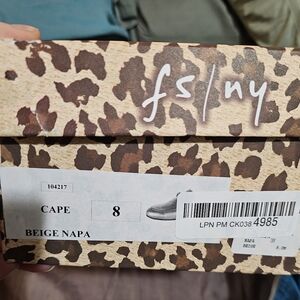 fs/ny
104217
CAPE
8
LPN PM CK038 4985
BEIGE NAPA